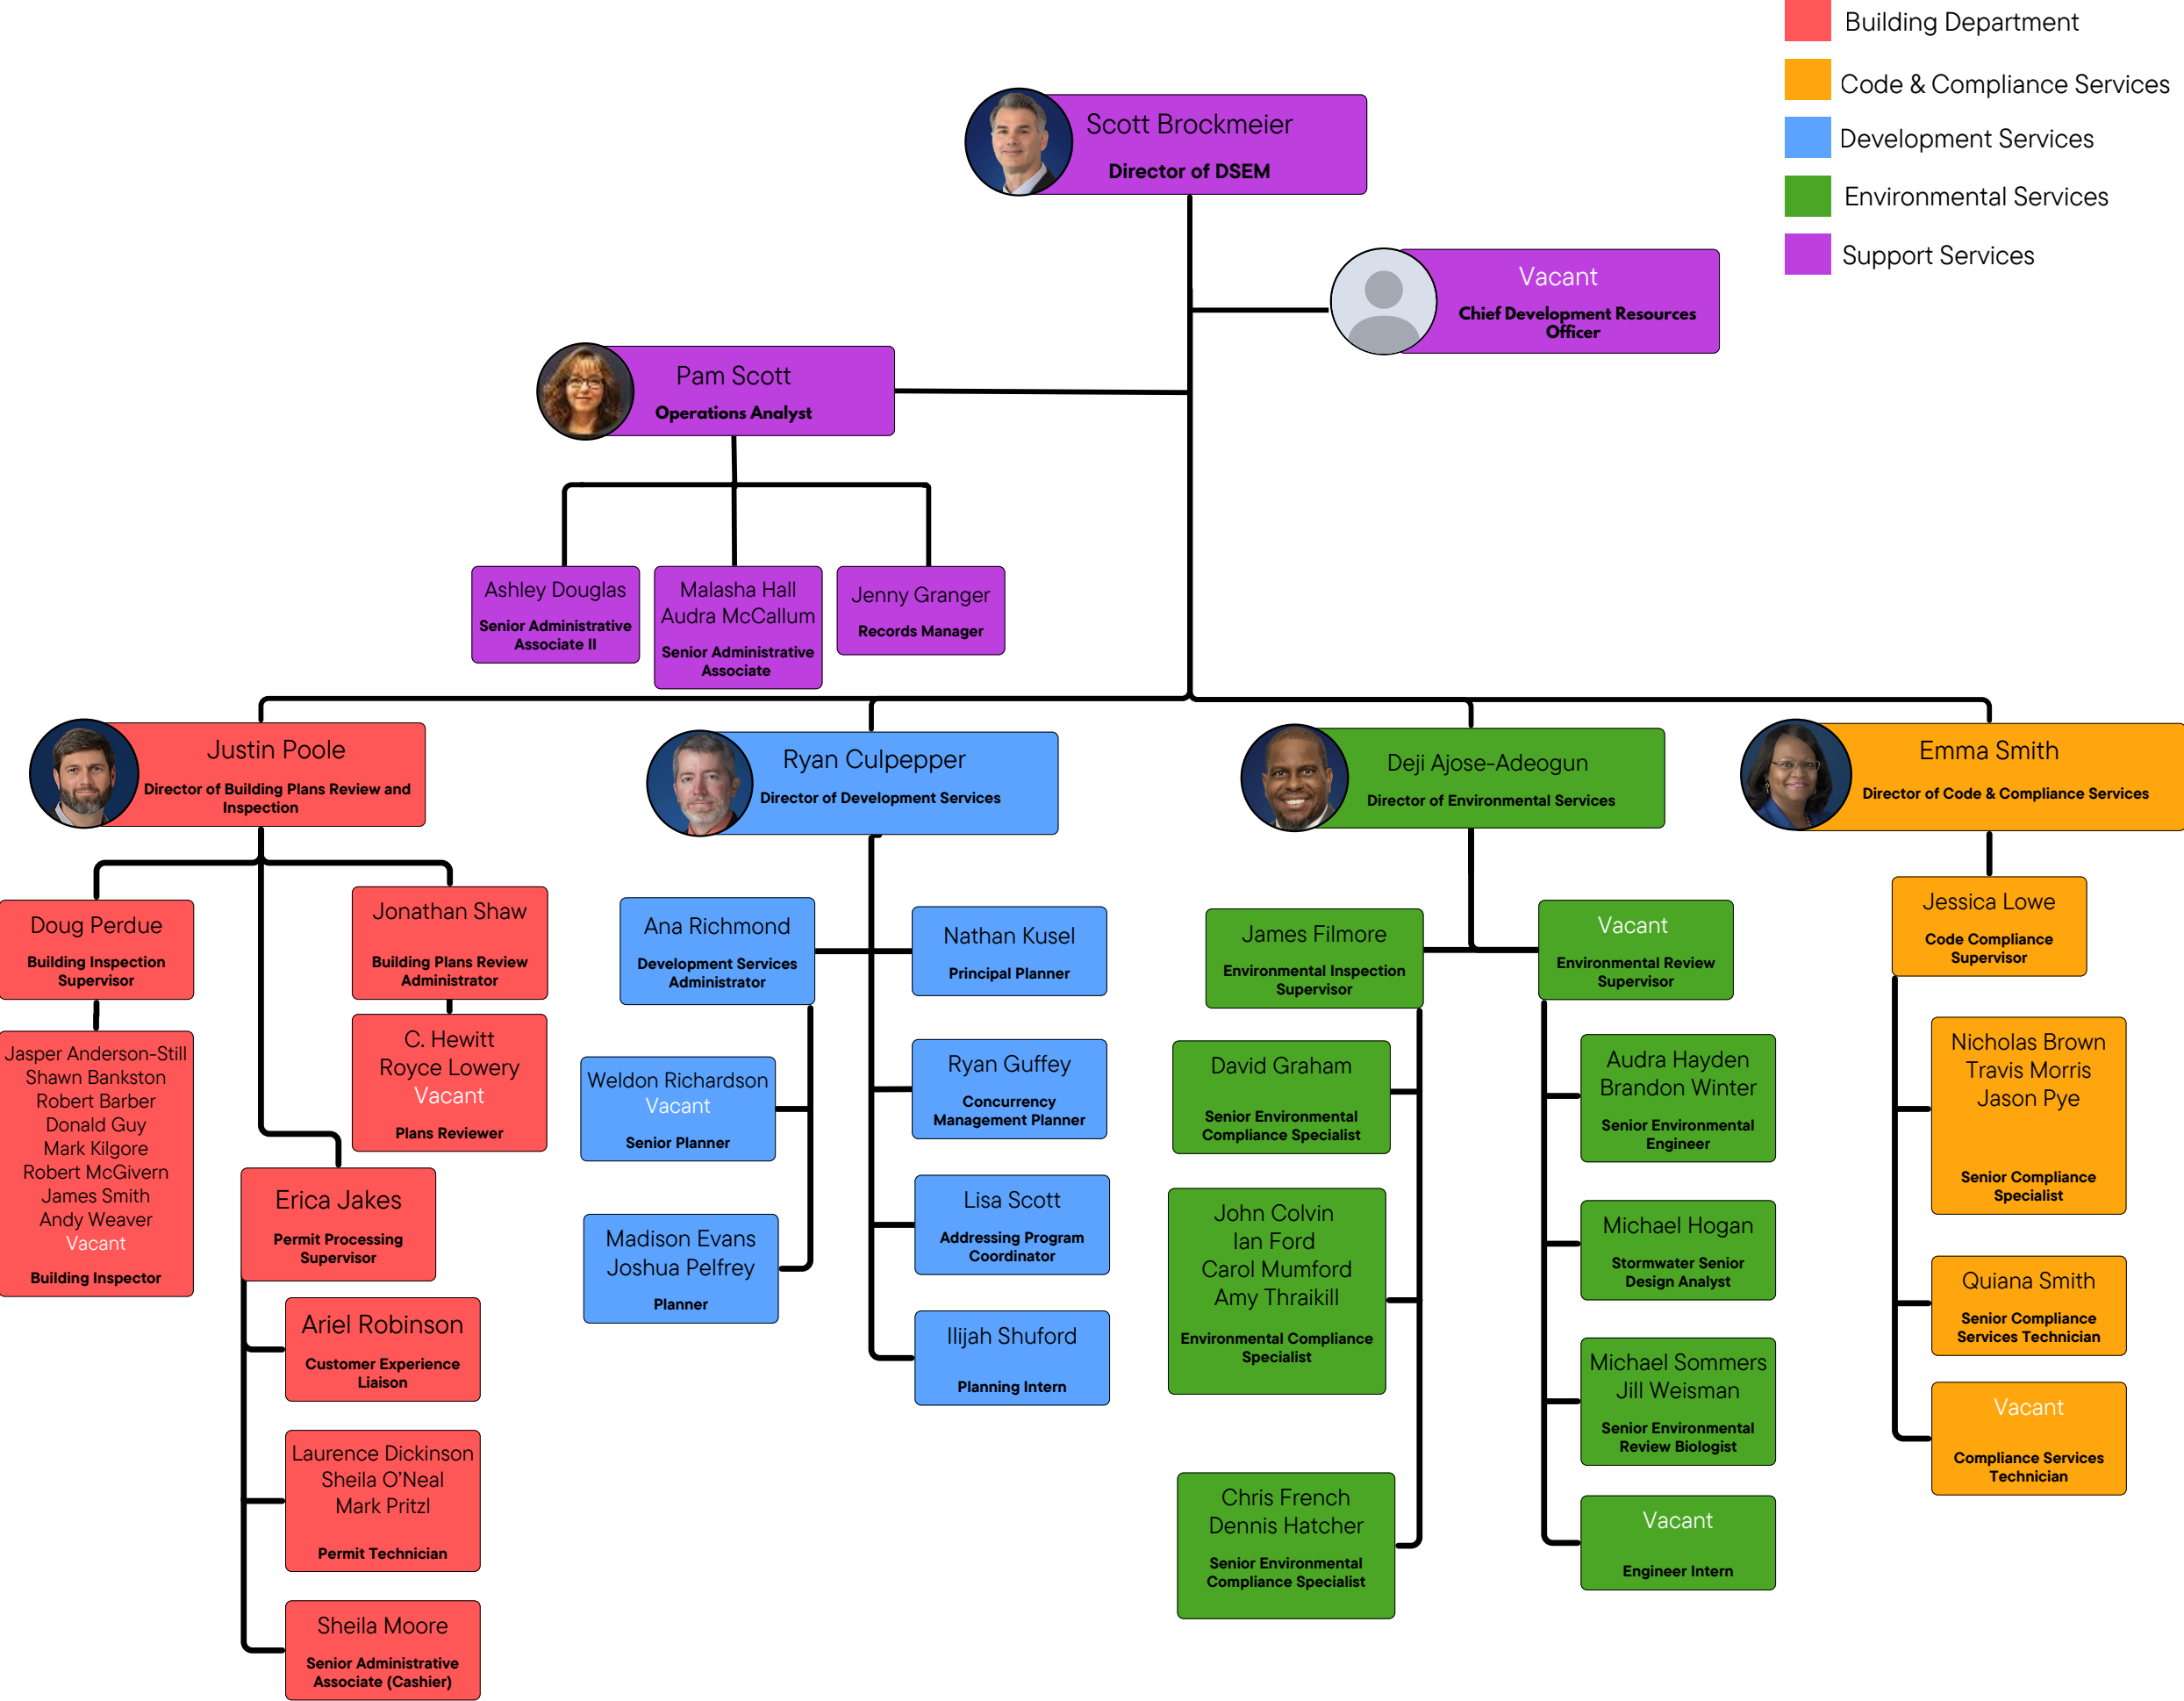 Building Department
Code & Compliance Services
Development Services
Environmental Services
Support Services
Scott Brockmeier
Director of DSEM
Vacant
Chief Development Resources
Officer
Pam Scott
Operations Analyst
Ashley Douglas
Senior Administrative
Associate II
Malasha Hall
Audra McCallum
Senior Administrative
Associate
Jenny Granger
Records Manager
Justin Poole
Director of Building Plans Review and
Inspection
Doug Perdue
Building Inspection
Supervisor
Jasper Anderson-Still
Shawn Bankston
Robert Barber
Donald Guy
Mark Kilgore
Robert McGivern
James Smith
Andy Weaver
Vacant
Building Inspector
Jonathan Shaw
Building Plans Review
Administrator
C. Hewitt
Royce Lowery
Vacant
Plans Reviewer
Erica Jakes
Permit Processing
Supervisor
Ariel Robinson
Customer Experience
Liaison
Laurence Dickinson
Sheila O’Neal
Mark Pritzl
Permit Technician
Sheila Moore
Senior Administrative
Associate (Cashier)
Ryan Culpepper
Director of Development Services
Ana Richmond
Development Services
Administrator
Weldon Richardson
Vacant
Senior Planner
Madison Evans
Joshua Pelfrey
Planner
Nathan Kusel
Principal Planner
Ryan Guffey
Concurrency
Management Planner
Lisa Scott
Addressing Program
Coordinator
Ilijah Shuford
Planning Intern
Deji Ajose-Adeogun
Director of Environmental Services
James Filmore
Environmental Inspection
Supervisor
David Graham
Senior Environmental
Compliance Specialist
John Colvin
Ian Ford
Carol Mumford
Amy Thraikill
Environmental Compliance
Specialist
Chris French
Dennis Hatcher
Senior Environmental
Compliance Specialist
Vacant
Environmental Review
Supervisor
Audra Hayden
Brandon Winter
Senior Environmental
Engineer
Michael Hogan
Stormwater Senior
Design Analyst
Michael Sommers
Jill Weisman
Senior Environmental
Review Biologist
Vacant
Engineer Intern
Emma Smith
Director of Code & Compliance Services
Jessica Lowe
Code Compliance
Supervisor
Nicholas Brown
Travis Morris
Jason Pye
Senior Compliance
Specialist
Quiana Smith
Senior Compliance
Services Technician
Vacant
Compliance Services
Technician